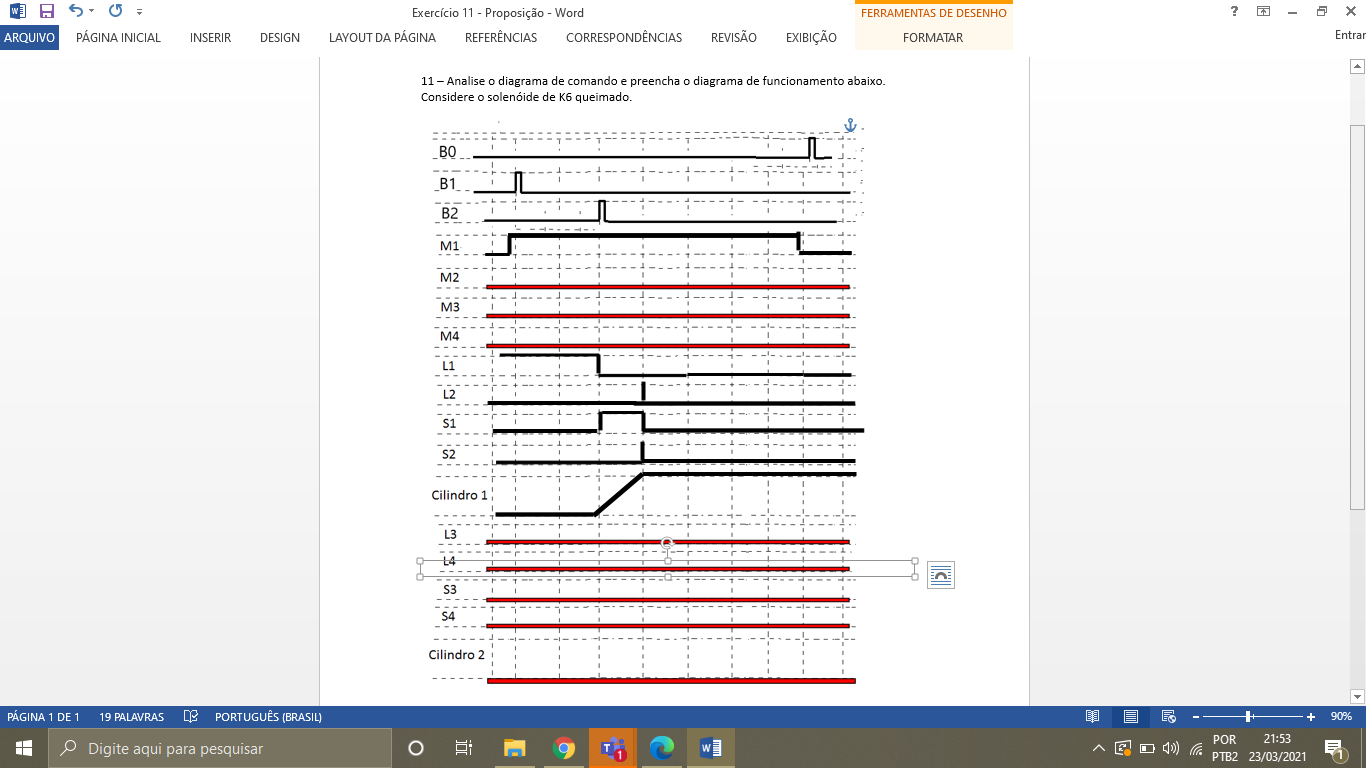 Exercício 11 - Proposição - Word
FERRAMENTAS DE DESENHO
?
ARQUIVO PÁGINA INICIAL INSERIR DESIGN LAYOUT DA PÁGINA REFERÊNCIAS CORRESPONDÊNCIAS REVISÃO EXIBIÇÃO FORMATAR Entrar
11 – Analise o diagrama de comando e preencha o diagrama de funcionamento abaixo.
Considere o solenóide de K6 queimado.
B0
B1
B2
M1
M2
M3
M4
L1
L2
S1
S2
Cilindro 1
L3
L4
S3
S4
Cilindro 2
PÁGINA 1 DE 1 19 PALAVRAS PORTUGUÊS (BRASIL) 90%
Digite aqui para pesquisar
1
POR
PTB2
21:53
23/03/2021
1